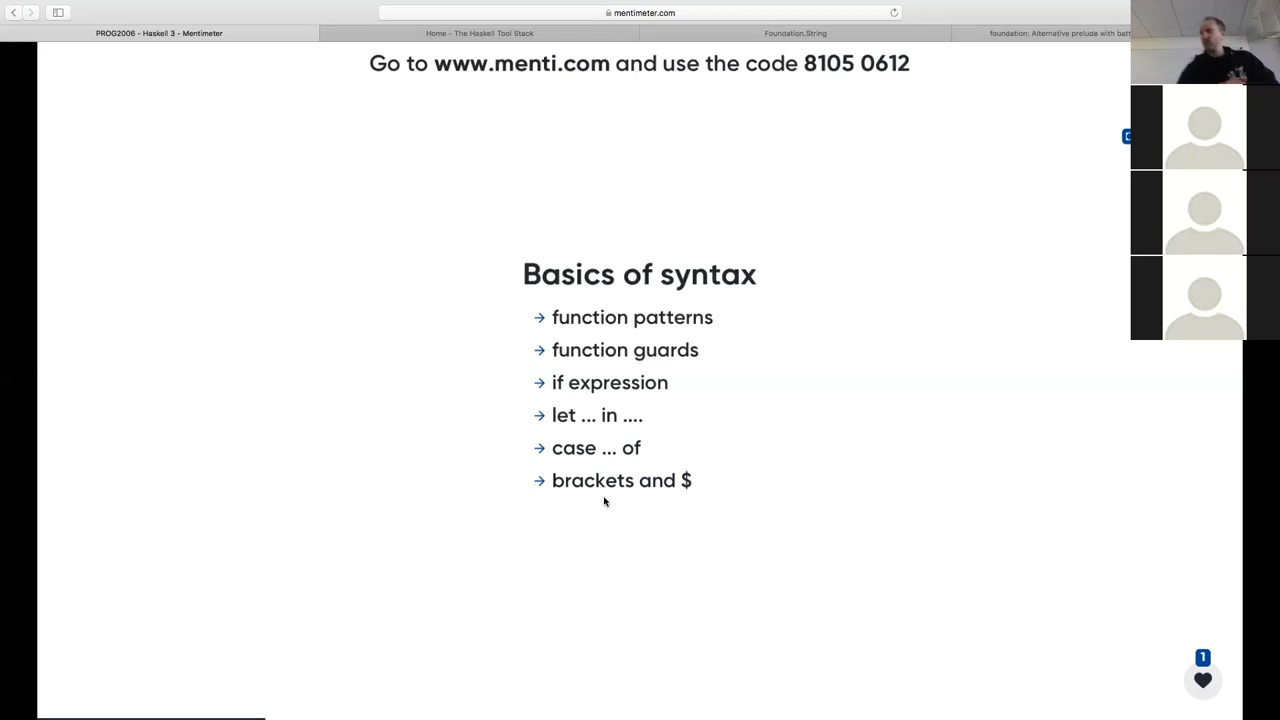 mentimeter.com
PROG2006 - Haskell 3 - Mentimeter
Home - The Haskell Tool Stack
Foundation.String
foundation: Alternative prelude with batt
Go to www.menti.com and use the code 8105 0612
Basics of syntax
→ function patterns
→ function guards
→ if expression
→ let ... in ....
→ case ... of
→ brackets and $
1